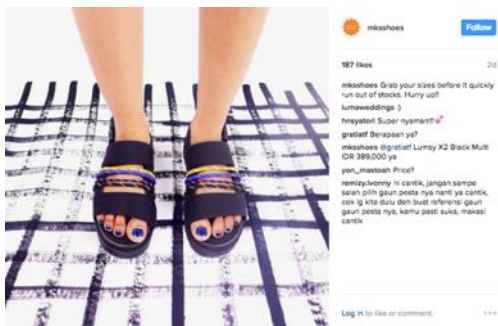 mksshoes
Follow
187 likes
2d
mksshoes Grab your sizes before it quickly
run out of stocks. Hurry up!!
lumaweddings :)
hnsyatori Super nyaman!!💕
gratiatf Berapaan ya?
mksshoes @gratiatf Lumsy X2 Black Multi
IDR 389,000 ya
yon_mastoah Price?
remizy.ivonny hi cantik, jangan sampe
salah pilih gaun pesta nya nanti ya cantik,
cek ig kita dulu deh buat referensi gaun
gaun pesta nya, kamu pasti suka, makasi
cantik
Log in to like or comment.